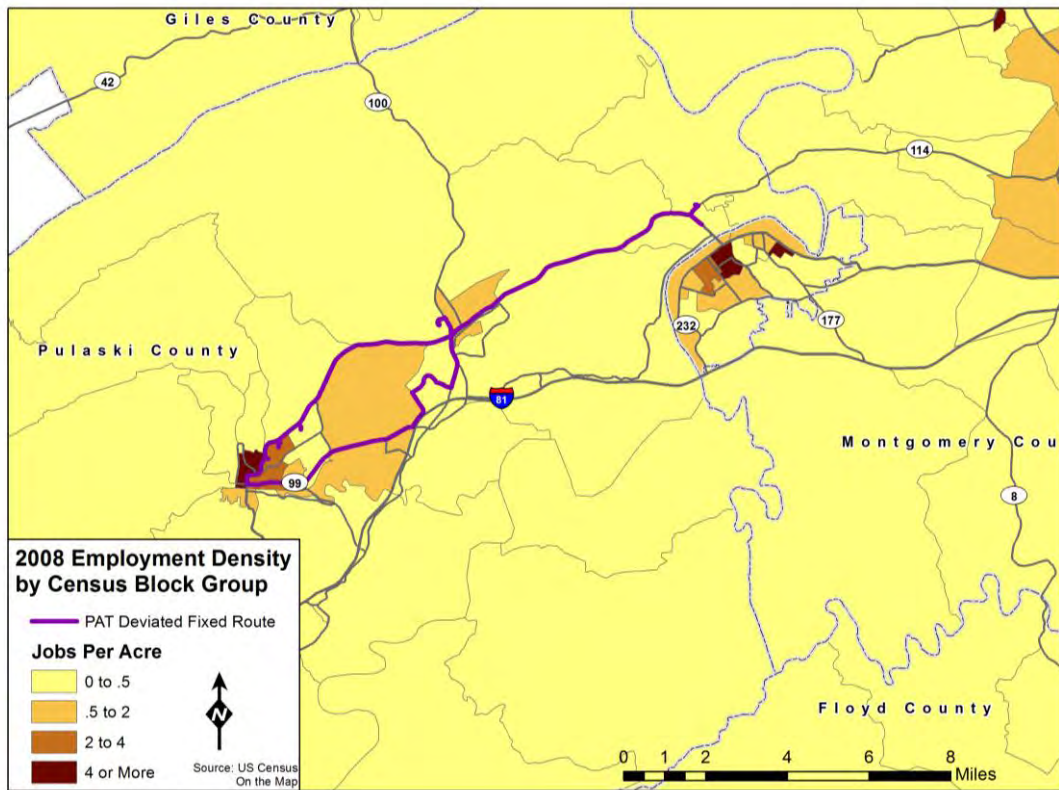 Giles County
42
100
114
Pulaski County
232
177
81
Montgomery Cou
99
8
Floyd County
2008 Employment Density
by Census Block Group
PAT Deviated Fixed Route
Jobs Per Acre
0 to .5
.5 to 2
2 to 4
4 or More
N
Source: US Census
On the Map
0 1 2 4 6 8
Miles